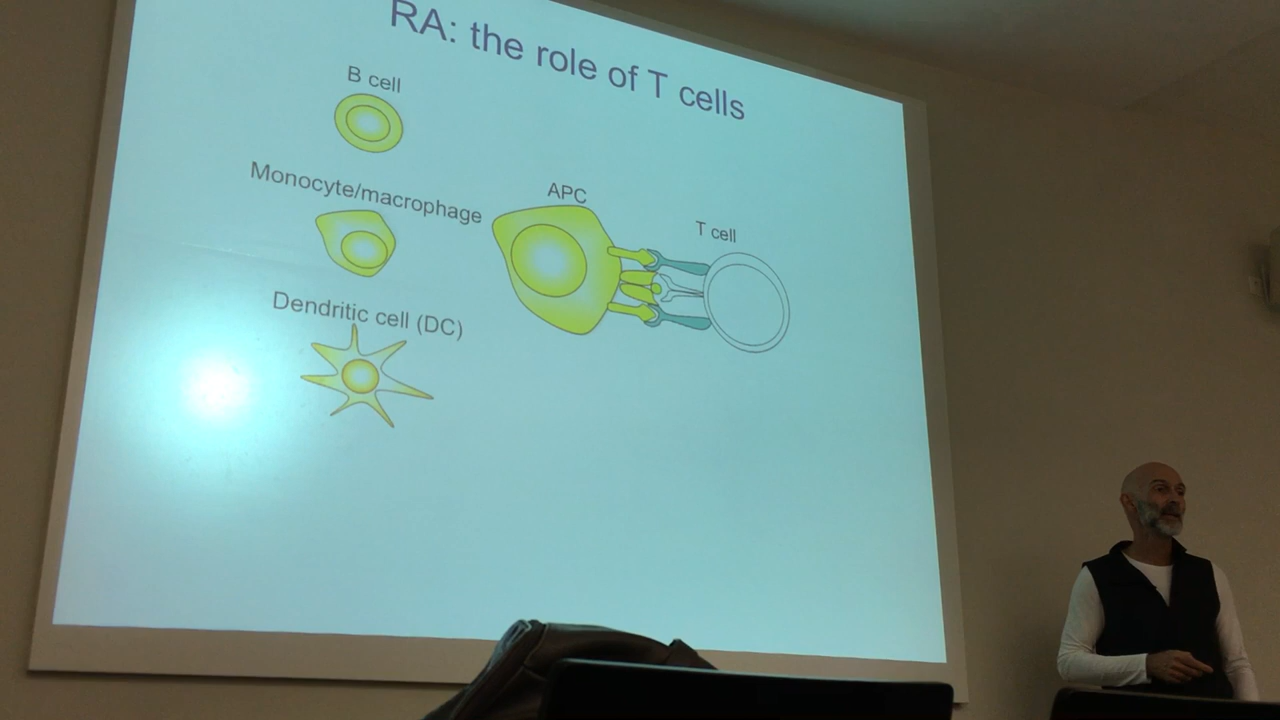 RA: the role of T cells
B cell
Monocyte/macrophage
APC
T cell
Dendritic cell (DC)